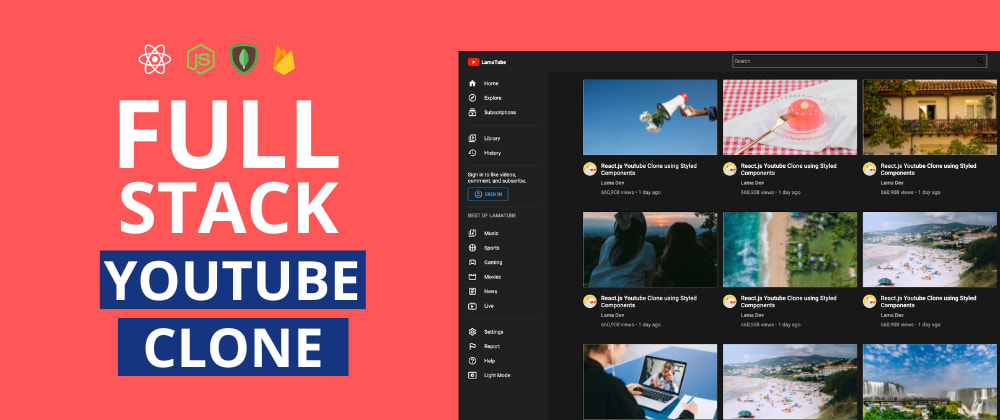 JS
FULL
STACK
YOUTUBE
CLONE
LamaTube
Search
Home
Explore
Subscriptions
Library
History
Sign in to like videos,
comment, and subscribe.
SIGN IN
BEST OF LAMATUBE
Music
Sports
Gaming
Movies
News
Live
Settings
Report
Help
Light Mode
React.js Youtube Clone using Styled
Components
Lama Dev
660,908 views • 1 day ago
React.js Youtube Clone using Styled
Components
Lama Dev
660,908 views • 1 day ago
React.js Youtube Clone using Styled
Components
Lama Dev
660,908 views • 1 day ago
React.js Youtube Clone using Styled
Components
Lama Dev
660,908 views • 1 day ago
React.js Youtube Clone using Styled
Components
Lama Dev
660,908 views • 1 day ago
React.js Youtube Clone using Styled
Components
Lama Dev
660,908 views • 1 day ago